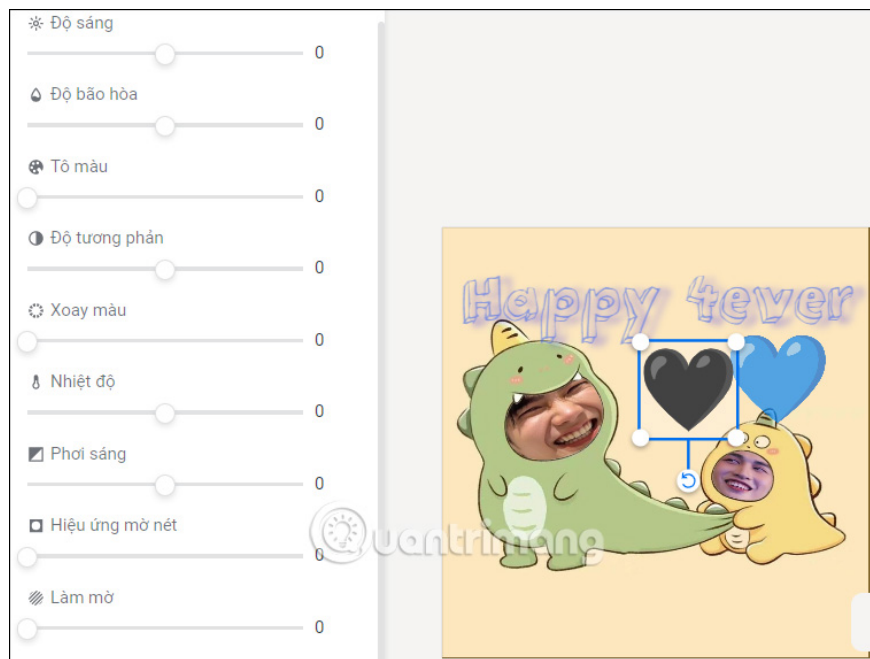 Độ sáng
0
Độ bão hòa
0
Tô màu
0
Độ tương phản
0
Xoay màu
0
Nhiệt độ
0
Phơi sáng
0
Hiệu ứng mờ nét
0
Làm mờ
0
Happy 4ever
Quantrimang